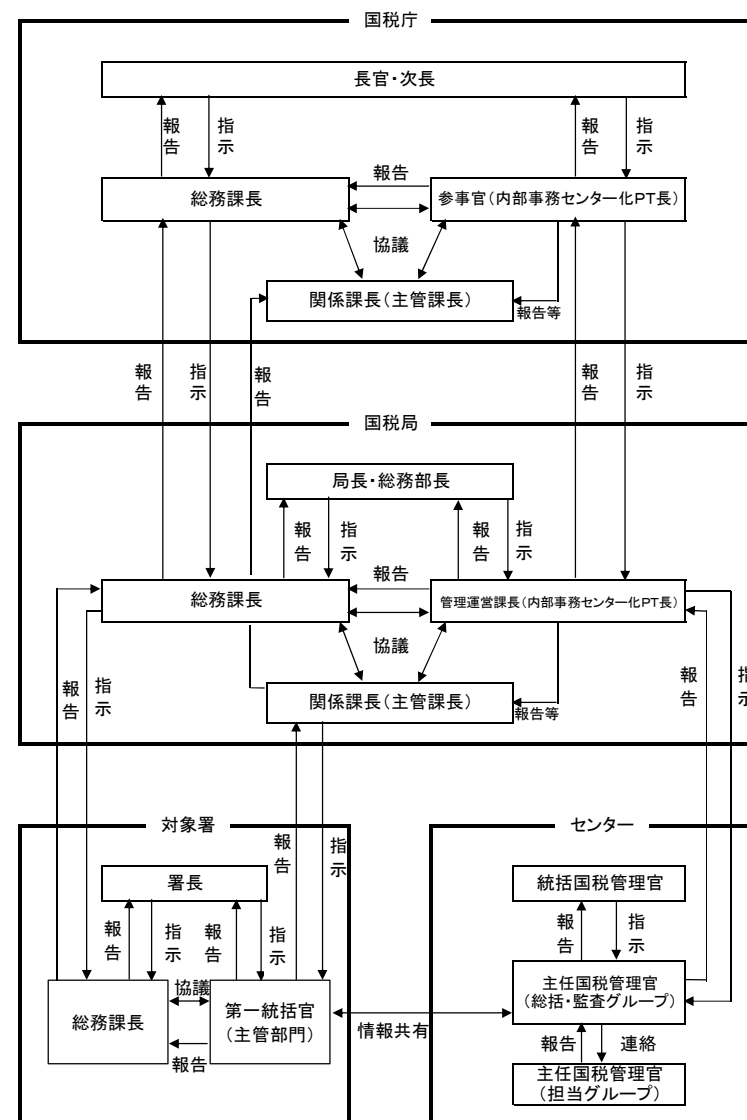 国税庁
長官・次長
報告
指示
報告
指示
総務課長
報告
参事官(内部事務センター化PT長)
協議
関係課長(主管課長)
報告等
報告
指示
報告
報告
指示
国税局
局長・総務部長
報告
指示
報告
指示
総務課長
報告
管理運営課長(内部事務センター化PT長)
協議
関係課長(主管課長)
報告等
報告
指示
報告
指示
対象署
報告
指示
センター
署長
統括国税管理官
報告
指示
報告
指示
報告
指示
総務課長
協議
報告
第一統括官
(主管部門)
情報共有
主任国税管理官
(総括・監査グループ)
報告
連絡
主任国税管理官
(担当グループ)